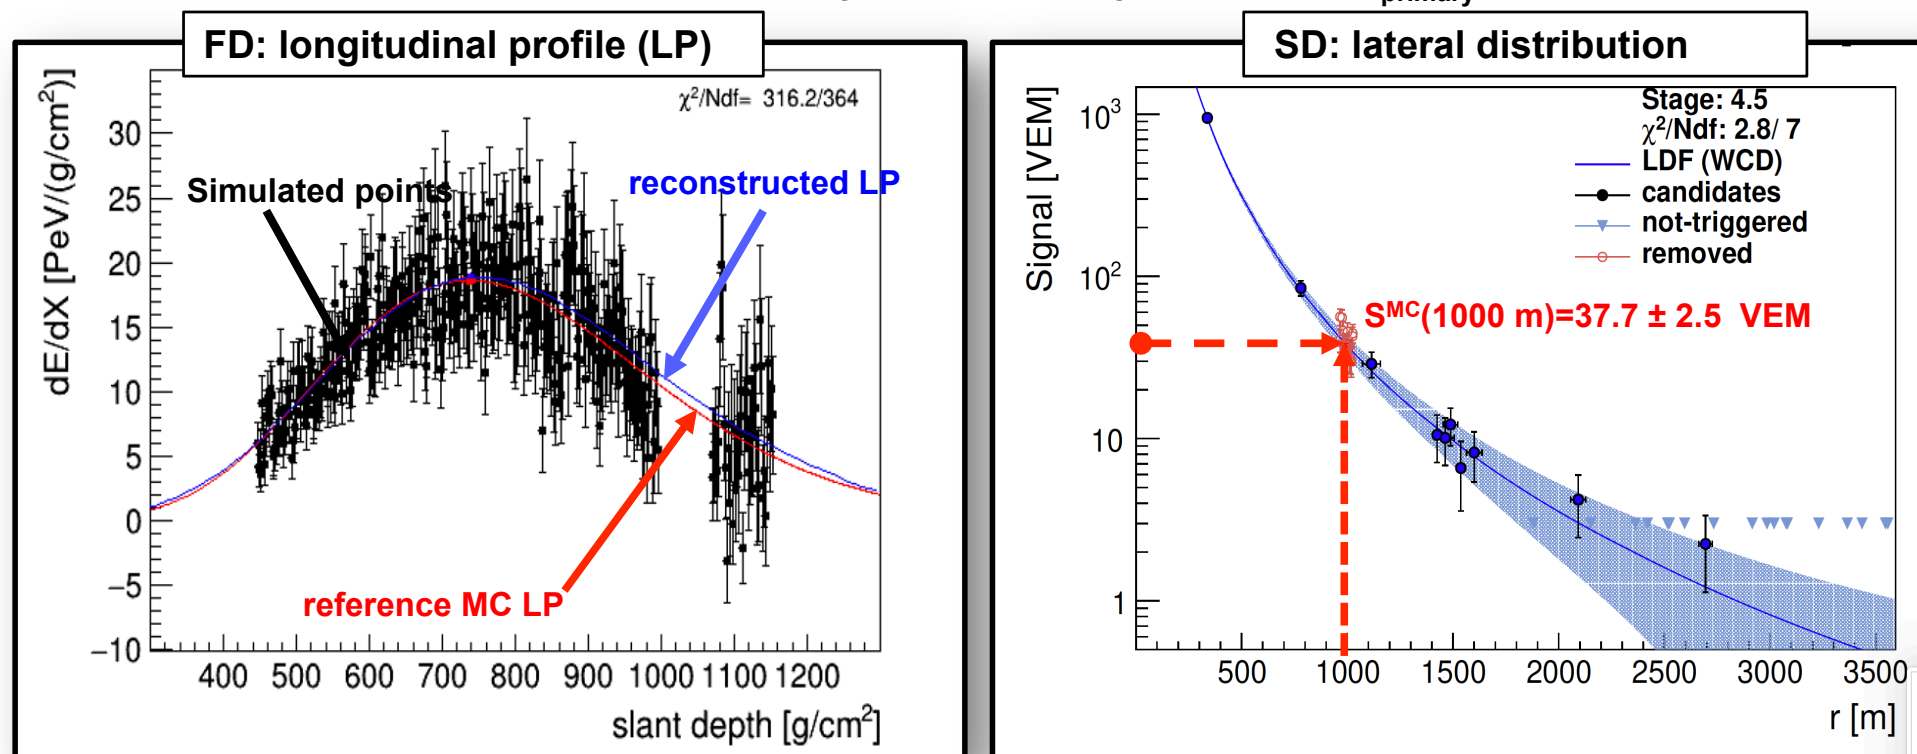 primary
FD: longitudinal profile (LP)
dE/dX [PeV/(g/cm²)]
χ²/Ndf= 316.2/364
30
25
20
15
10
5
0
−5
−10
Simulated points
reconstructed LP
reference MC LP
400 500 600 700 800 900 1000 1100 1200
slant depth [g/cm²]
SD: lateral distribution
Signal [VEM]
10³
10²
10
1
Stage: 4.5
χ²/Ndf: 2.8/ 7
LDF (WCD)
candidates
not-triggered
removed
Sᴹᶜ(1000 m)=37.7 ± 2.5 VEM
500 1000 1500 2000 2500 3000 3500
r [m]